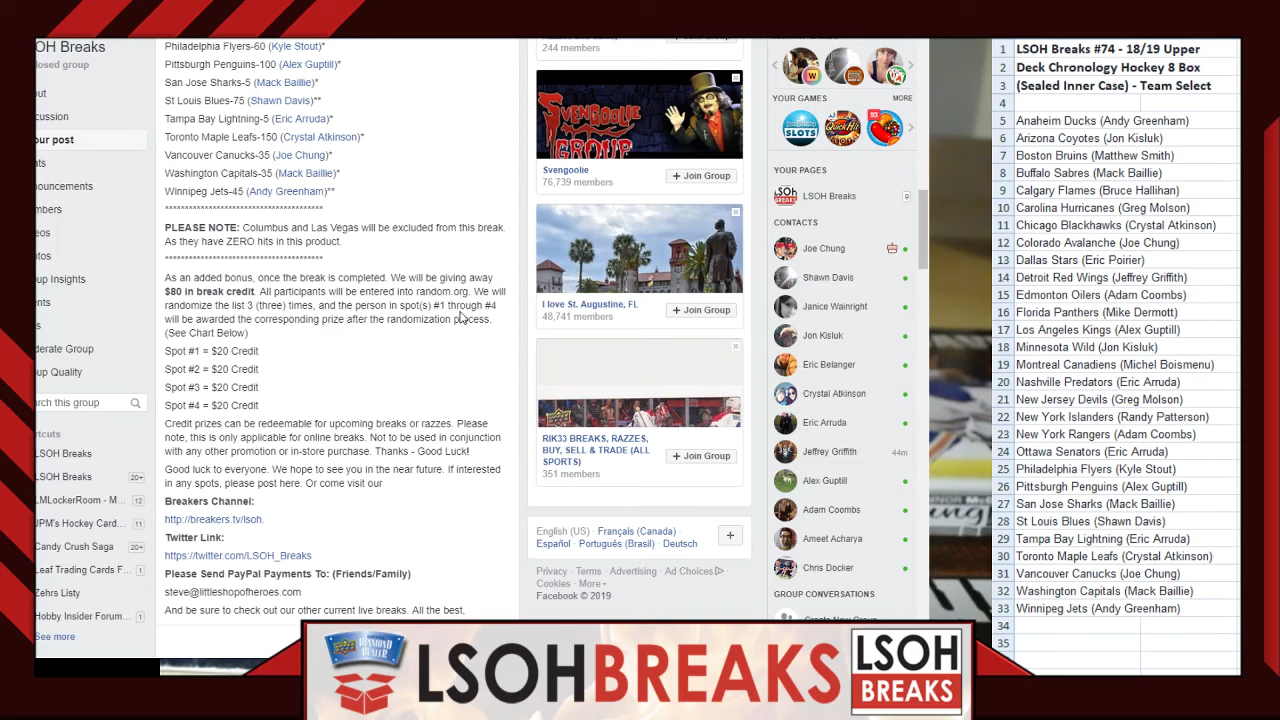 OH Breaks
losed group
out
cussion
our post
ats
nouncements
mbers
eos
otos
oup Insights
ents
s
derate Group
up Quality
rch this group
rtcuts
LSOH Breaks
LSOH Breaks 20+
LMLockerRoom - M... 12
JPM's Hockey Card... 11
Candy Crush Saga 20+
Leaf Trading Cards F...
Zehrs Listy
Hobby Insider Forum... 1
See more
Philadelphia Flyers-60 (Kyle Stout)*
Pittsburgh Penguins-100 (Alex Guptill)*
San Jose Sharks-5 (Mack Baillie)*
St Louis Blues-75 (Shawn Davis)**
Tampa Bay Lightning-5 (Eric Arruda)*
Toronto Maple Leafs-150 (Crystal Atkinson)*
Vancouver Canucks-35 (Joe Chung)*
Washington Capitals-35 (Mack Baillie)*
Winnipeg Jets-45 (Andy Greenham)**
****************************************
PLEASE NOTE: Columbus and Las Vegas will be excluded from this break.
As they have ZERO hits in this product.
****************************************
As an added bonus, once the break is completed. We will be giving away
$80 in break credit. All participants will be entered into random.org. We will
randomize the list 3 (three) times, and the person in spot(s) #1 through #4
will be awarded the corresponding prize after the randomization process.
(See Chart Below)
Spot #1 = $20 Credit
Spot #2 = $20 Credit
Spot #3 = $20 Credit
Spot #4 = $20 Credit
Credit prizes can be redeemable for upcoming breaks or razzes. Please
note, this is only applicable for online breaks. Not to be used in conjunction
with any other promotion or in-store purchase. Thanks - Good Luck!
Good luck to everyone. We hope to see you in the near future. If interested
in any spots, please post here. Or come visit our
Breakers Channel:
http://breakers.tv/lsoh.
Twitter Link:
https://twitter.com/LSOH_Breaks
Please Send PayPal Payments To: (Friends/Family)
steve@littleshopofheroes.com
And be sure to check out our other current live breaks. All the best,
244 members
Join Group
SVENGOOLIE
GROUP
Svengoolie
76,739 members
+ Join Group
I love St. Augustine, FL
48,741 members
+ Join Group
RIK33 BREAKS, RAZZES,
BUY, SELL & TRADE (ALL
SPORTS)
351 members
+ Join Group
English (US) · Français (Canada) ·
Español · Português (Brasil) · Deutsch
+
Privacy · Terms · Advertising · Ad Choices
Cookies · More
Facebook © 2019
YOUR GAMES MORE
SLOTS
Quick Hit
93
YOUR PAGES
LSOH Breaks 9
CONTACTS
Joe Chung
Shawn Davis
Janice Wainright
Jon Kisluk
Eric Belanger
Crystal Atkinson
Eric Arruda
Jeffrey Griffith 44m
Alex Guptill
Adam Coombs
Ameet Acharya
Chris Docker
GROUP CONVERSATIONS
Create New Group
1 LSOH Breaks #74 - 18/19 Upper
2 Deck Chronology Hockey 8 Box
3 (Sealed Inner Case) - Team Select
4
5 Anaheim Ducks (Andy Greenham)
6 Arizona Coyotes (Jon Kisluk)
7 Boston Bruins (Matthew Smith)
8 Buffalo Sabres (Mack Baillie)
9 Calgary Flames (Bruce Hallihan)
10 Carolina Hurricanes (Greg Molson)
11 Chicago Blackhawks (Crystal Atkinson)
12 Colorado Avalanche (Joe Chung)
13 Dallas Stars (Eric Poirier)
14 Detroit Red Wings (Jeffrey Griffith)
15 Edmonton Oilers (Adam Coombs)
16 Florida Panthers (Mike Dermott)
17 Los Angeles Kings (Alex Guptill)
18 Minnesota Wild (Jon Kisluk)
19 Montreal Canadiens (Michel Boismenu)
20 Nashville Predators (Eric Arruda)
21 New Jersey Devils (Greg Molson)
22 New York Islanders (Randy Patterson)
23 New York Rangers (Adam Coombs)
24 Ottawa Senators (Eric Arruda)
25 Philadelphia Flyers (Kyle Stout)
26 Pittsburgh Penguins (Alex Guptill)
27 San Jose Sharks (Mack Baillie)
28 St Louis Blues (Shawn Davis)
29 Tampa Bay Lightning (Eric Arruda)
30 Toronto Maple Leafs (Crystal Atkinson)
31 Vancouver Canucks (Joe Chung)
32 Washington Capitals (Mack Baillie)
33 Winnipeg Jets (Andy Greenham)
34
35
LSOHBREAKS
LSOH
BREAKS